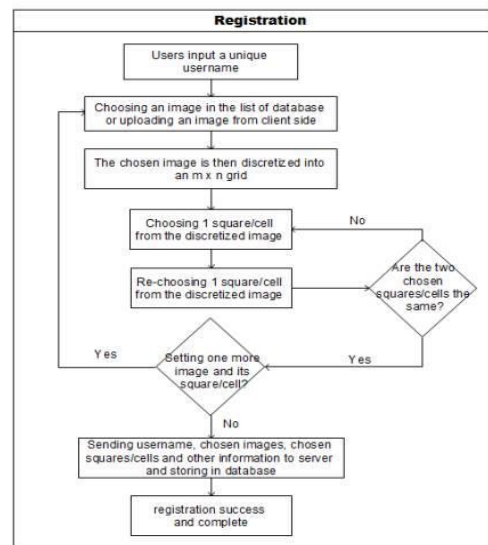 Registration
Users input a unique
username
Choosing an image in the list of database
or uploading an image from client side
The chosen image is then discretized into
an m x n grid
Choosing 1 square/cell
from the discretized image
No
Re-choosing 1 square/cell
from the discretized image
Are the two
chosen
squares/cells the
same?
Yes
Setting one more
image and its
square/cell?
Yes
No
Sending username, chosen images, chosen
squares/cells and other information to server
and storing in database
registration success
and complete